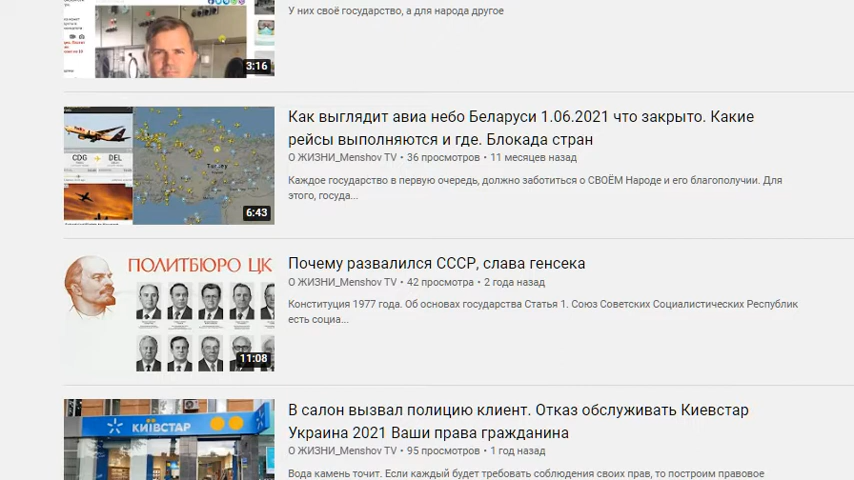 У них своё государство, а для народа другое
3:16
Как выглядит авиа небо Беларуси 1.06.2021 что закрыто. Какие
рейсы выполняются и где. Блокада стран
О ЖИЗНИ_Menshov TV • 36 просмотров • 11 месяцев назад
Каждое государство в первую очередь, должно заботиться о СВОЁМ Народе и его благополучии. Для
этого, госуда...
FedEx
CDG DEL
Turkey
6:43
Почему развалился СССР, слава генсека
О ЖИЗНИ_Menshov TV • 42 просмотра • 2 года назад
Конституция 1977 года. Об основах государства Статья 1. Союз Советских Социалистических Республик
есть социа...
ПОЛИТБЮРО ЦК
11:08
В салон вызвал полицию клиент. Отказ обслуживать Киевстар
Украина 2021 Ваши права гражданина
О ЖИЗНИ_Menshov TV • 95 просмотров • 1 год назад
Вода камень точит. Если каждый будет требовать соблюдения своих прав, то построим правовое
КИЇВСТАР